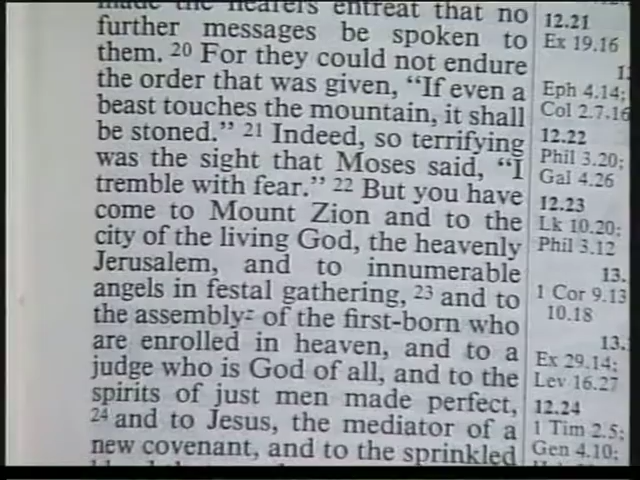 made the hearers entreat that no
further messages be spoken to
them. 20 For they could not endure
the order that was given, “If even a
beast touches the mountain, it shall
be stoned.” 21 Indeed, so terrifying
was the sight that Moses said, “I
tremble with fear.” 22 But you have
come to Mount Zion and to the
city of the living God, the heavenly
Jerusalem, and to innumerable
angels in festal gathering, 23 and to
the assembly of the first-born who
are enrolled in heaven, and to a
judge who is God of all, and to the
spirits of just men made perfect,
24 and to Jesus, the mediator of a
new covenant, and to the sprinkled
12.21
Ex 19.16
Eph 4.14;
Col 2.7,16
12.22
Phil 3.20;
Gal 4.26
12.23
Lk 10.20;
Phil 3.12
13.
1 Cor 9.13
10.18
13.
Ex 29.14;
Lev 16.27
12.24
1 Tim 2.5;
Gen 4.10;